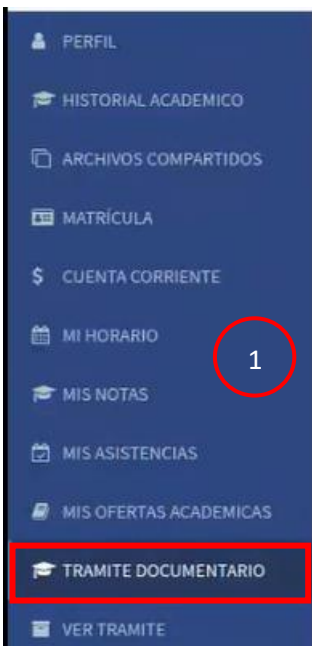 PERFIL
HISTORIAL ACADEMICO
ARCHIVOS COMPARTIDOS
MATRÍCULA
$ CUENTA CORRIENTE
MI HORARIO
1
MIS NOTAS
MIS ASISTENCIAS
MIS OFERTAS ACADEMICAS
TRAMITE DOCUMENTARIO
VER TRAMITE